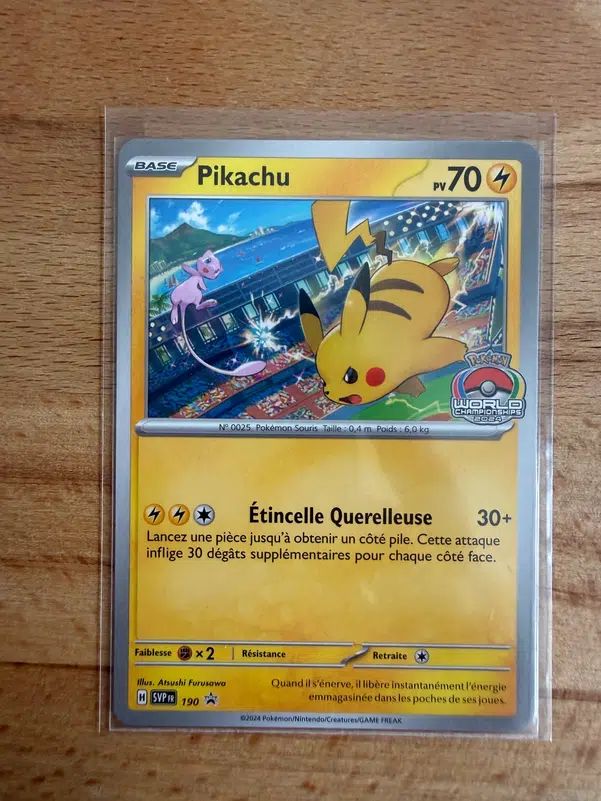 BASE
Pikachu
PV 70
POKéMON
WORLD
CHAMPIONSHIPS
2024
N° 0025 Pokémon Souris Taille : 0,4 m Poids : 6,0 kg
Étincelle Querelleuse 30+
Lancez une pièce jusqu'à obtenir un côté pile. Cette attaque
inflige 30 dégâts supplémentaires pour chaque côté face.
Faiblesse ×2 Résistance Retraite
Illus. Atsushi Furusawa
H SVP FR 190
Quand il s'énerve, il libère instantanément l'énergie
emmagasinée dans les poches de ses joues.
©2024 Pokémon/Nintendo/Creatures/GAME FREAK